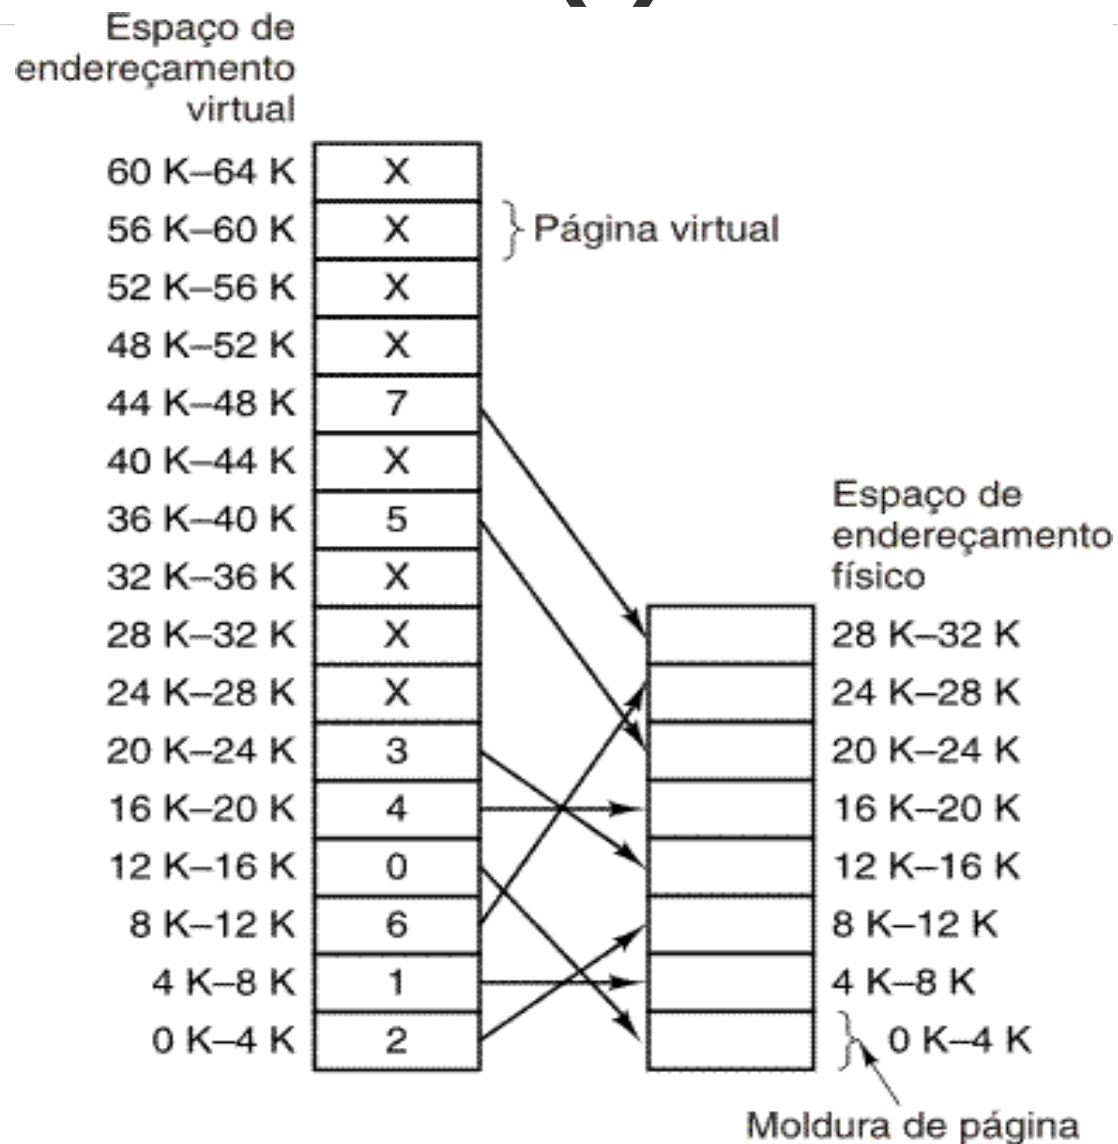 Espaço de
endereçamento
virtual
60 K–64 K X
56 K–60 K X Página virtual
52 K–56 K X
48 K–52 K X
44 K–48 K 7
40 K–44 K X
36 K–40 K 5
32 K–36 K X
28 K–32 K X
24 K–28 K X
20 K–24 K 3
16 K–20 K 4
12 K–16 K 0
8 K–12 K 6
4 K–8 K 1
0 K–4 K 2
Espaço de
endereçamento
físico
28 K–32 K
24 K–28 K
20 K–24 K
16 K–20 K
12 K–16 K
8 K–12 K
4 K–8 K
0 K–4 K
Moldura de página